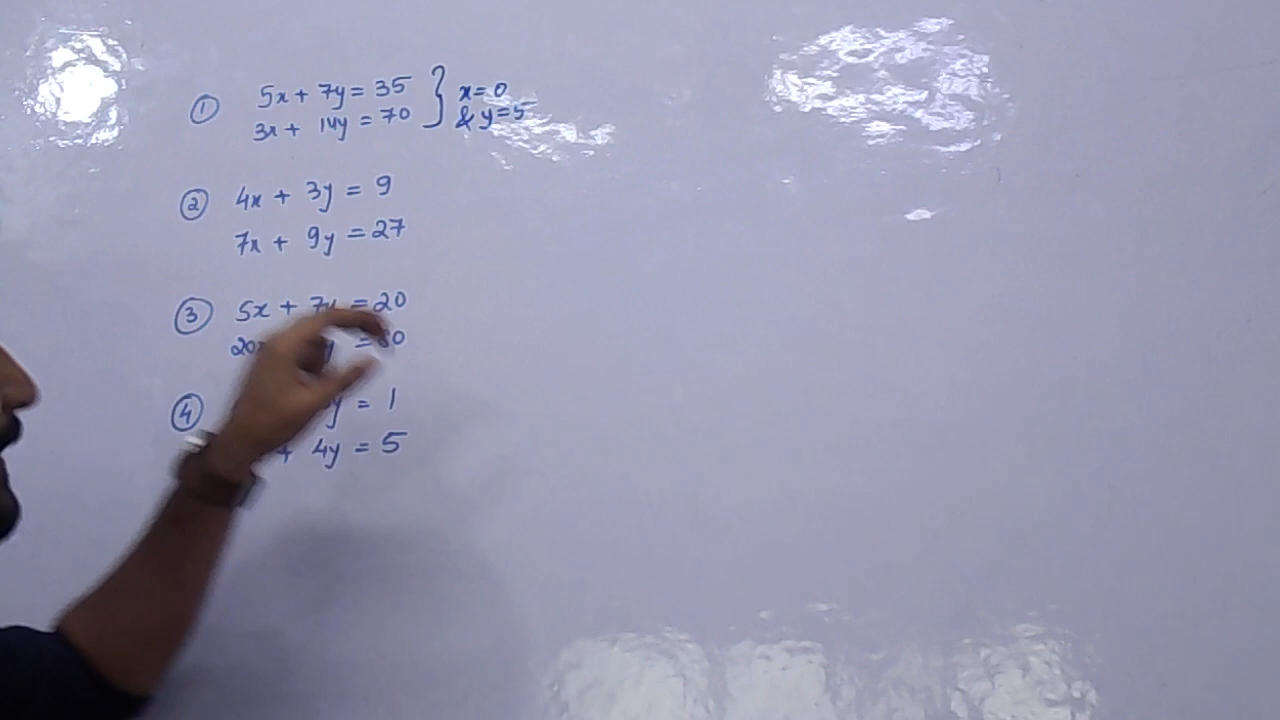 ① 5x + 7y = 35 } x=0
3x + 14y = 70 & y=5
② 4x + 3y = 9
7x + 9y = 27
③ 5x + 7y = 20
y =
④ y = 1
+ 4y = 5